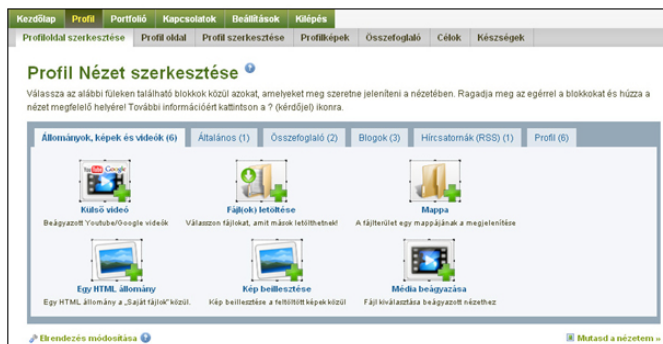 Kezdőlap Profil Portfolió Kapcsolatok Beállítások Kilépés
Profiloldal szerkesztése Profil oldal Profil szerkesztése Profilképek Összefoglaló Célok Készségek
Profil Nézet szerkesztése ?
Válassza az alábbi füleken található blokkok közül azokat, amelyeket meg szeretne jeleníteni a nézetében. Ragadja meg az egérrel a blokkokat és húzza a
nézet megfelelő helyére! További információért kattintson a ? (kérdőjel) ikonra.
Állományok, képek és videók (6) Általános (1) Összefoglaló (2) Blogok (3) Hírcsatornák (RSS) (1) Profil (6)
YouTube Google
Külső videó Fájl(ok) letöltése Mappa
Beágyazott Youtube/Google videók Válasszon fájlokat, amit mások letölthetnek! A fájlterület egy mappájának a megjelenítése
Egy HTML állomány Kép beillesztése Média beágyazása
Egy HTML állomány a „Saját fájlok" közül. Kép beillesztése a feltöltött képek közül Fájl kiválasztása beágyazott nézethez
Elrendezés módosítása ? Mutasd a nézetem »